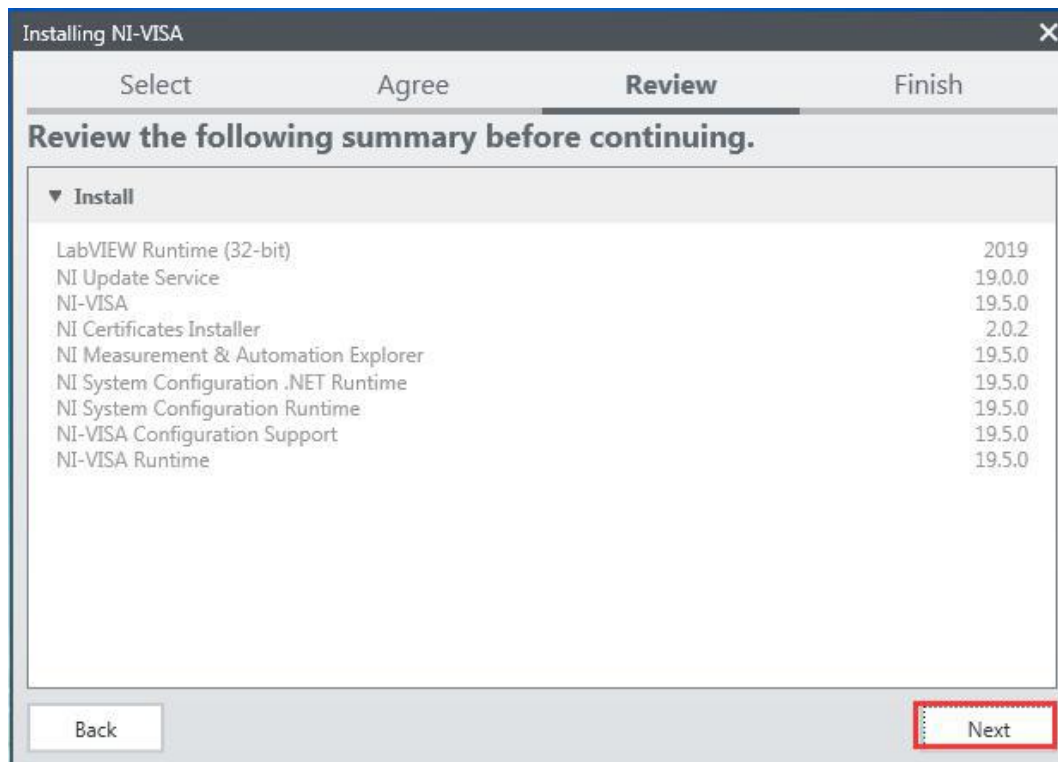 Installing NI-VISA
Select Agree Review Finish
Review the following summary before continuing.
Install
LabVIEW Runtime (32-bit) 2019
NI Update Service 19.0.0
NI-VISA 19.5.0
NI Certificates Installer 2.0.2
NI Measurement & Automation Explorer 19.5.0
NI System Configuration .NET Runtime 19.5.0
NI System Configuration Runtime 19.5.0
NI-VISA Configuration Support 19.5.0
NI-VISA Runtime 19.5.0
Back Next